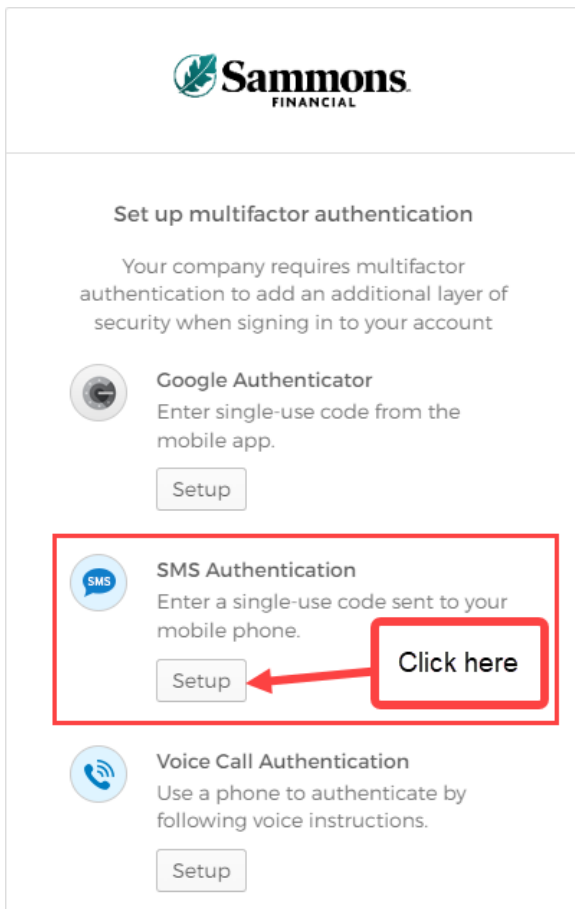 Sammons
FINANCIAL
Set up multifactor authentication
Your company requires multifactor
authentication to add an additional layer of
security when signing in to your account
Google Authenticator
Enter single-use code from the
mobile app.
Setup
SMS
SMS Authentication
Enter a single-use code sent to your
mobile phone.
Click here
Setup
Voice Call Authentication
Use a phone to authenticate by
following voice instructions.
Setup